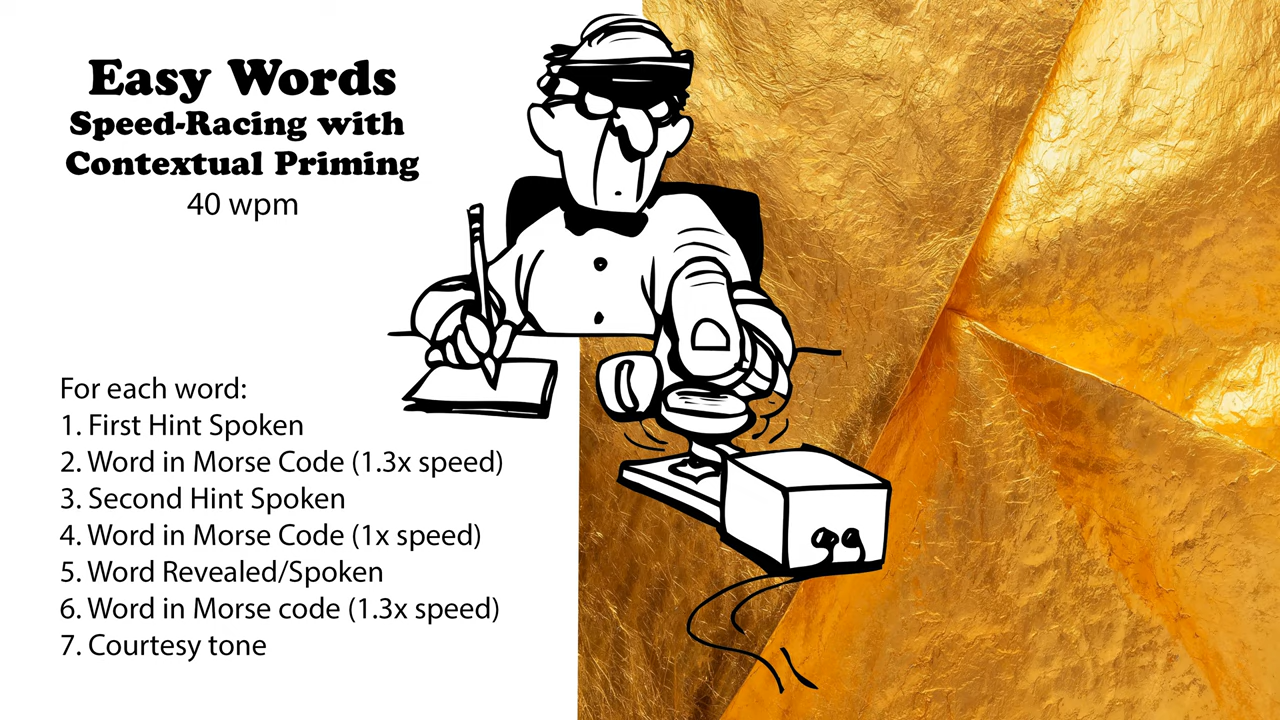 Easy Words
Speed-Racing with
Contextual Priming
40 wpm
For each word:
1. First Hint Spoken
2. Word in Morse Code (1.3x speed)
3. Second Hint Spoken
4. Word in Morse Code (1x speed)
5. Word Revealed/Spoken
6. Word in Morse code (1.3x speed)
7. Courtesy tone